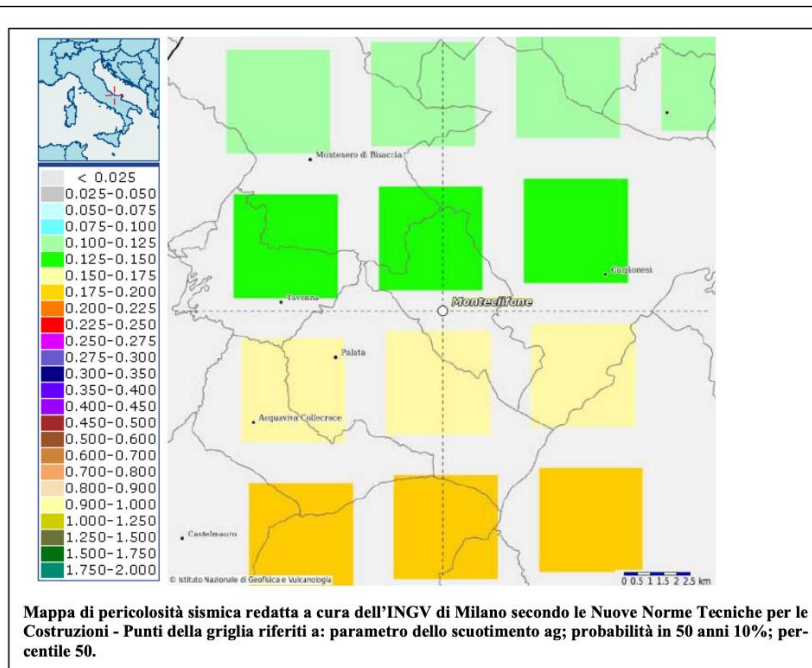 < 0.025
0.025-0.050
0.050-0.075
0.075-0.100
0.100-0.125
0.125-0.150
0.150-0.175
0.175-0.200
0.200-0.225
0.225-0.250
0.250-0.275
0.275-0.300
0.300-0.350
0.350-0.400
0.400-0.450
0.450-0.500
0.500-0.600
0.600-0.700
0.700-0.800
0.800-0.900
0.900-1.000
1.000-1.250
1.250-1.500
1.500-1.750
1.750-2.000
Montenero di Bisaccia
Guglionesi
Tavenna
Montecilfone
Palata
Acquaviva Collecroce
Castelmauro
© Istituto Nazionale di Geofisica e Vulcanologia
0 0.5 1 1.5 2 2.5 km
Mappa di pericolosità sismica redatta a cura dell'INGV di Milano secondo le Nuove Norme Tecniche per le
Costruzioni - Punti della griglia riferiti a: parametro dello scuotimento ag; probabilità in 50 anni 10%; per-
centile 50.